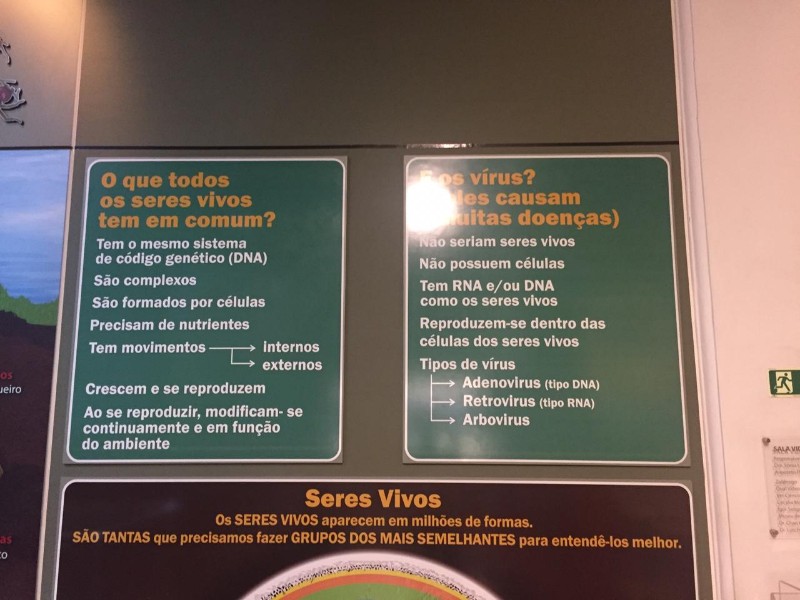 O que todos
os seres vivos
tem em comum?
Tem o mesmo sistema
de código genético (DNA)
São complexos
São formados por células
Precisam de nutrientes
Tem movimentos
internos
externos
Crescem e se reproduzem
Ao se reproduzir, modificam- se
continuamente e em função
do ambiente
os vírus?
causam
doenças)
Não seriam seres vivos
Não possuem células
Tem RNA e/ou DNA
como os seres vivos
Reproduzem-se dentro das
células dos seres vivos
Tipos de vírus
Adenovirus (tipo DNA)
Retrovirus (tipo RNA)
Arbovirus
Seres Vivos
Os SERES VIVOS aparecem em milhões de formas.
SÃO TANTAS que precisamos fazer GRUPOS DOS MAIS SEMELHANTES para entendê-los melhor.